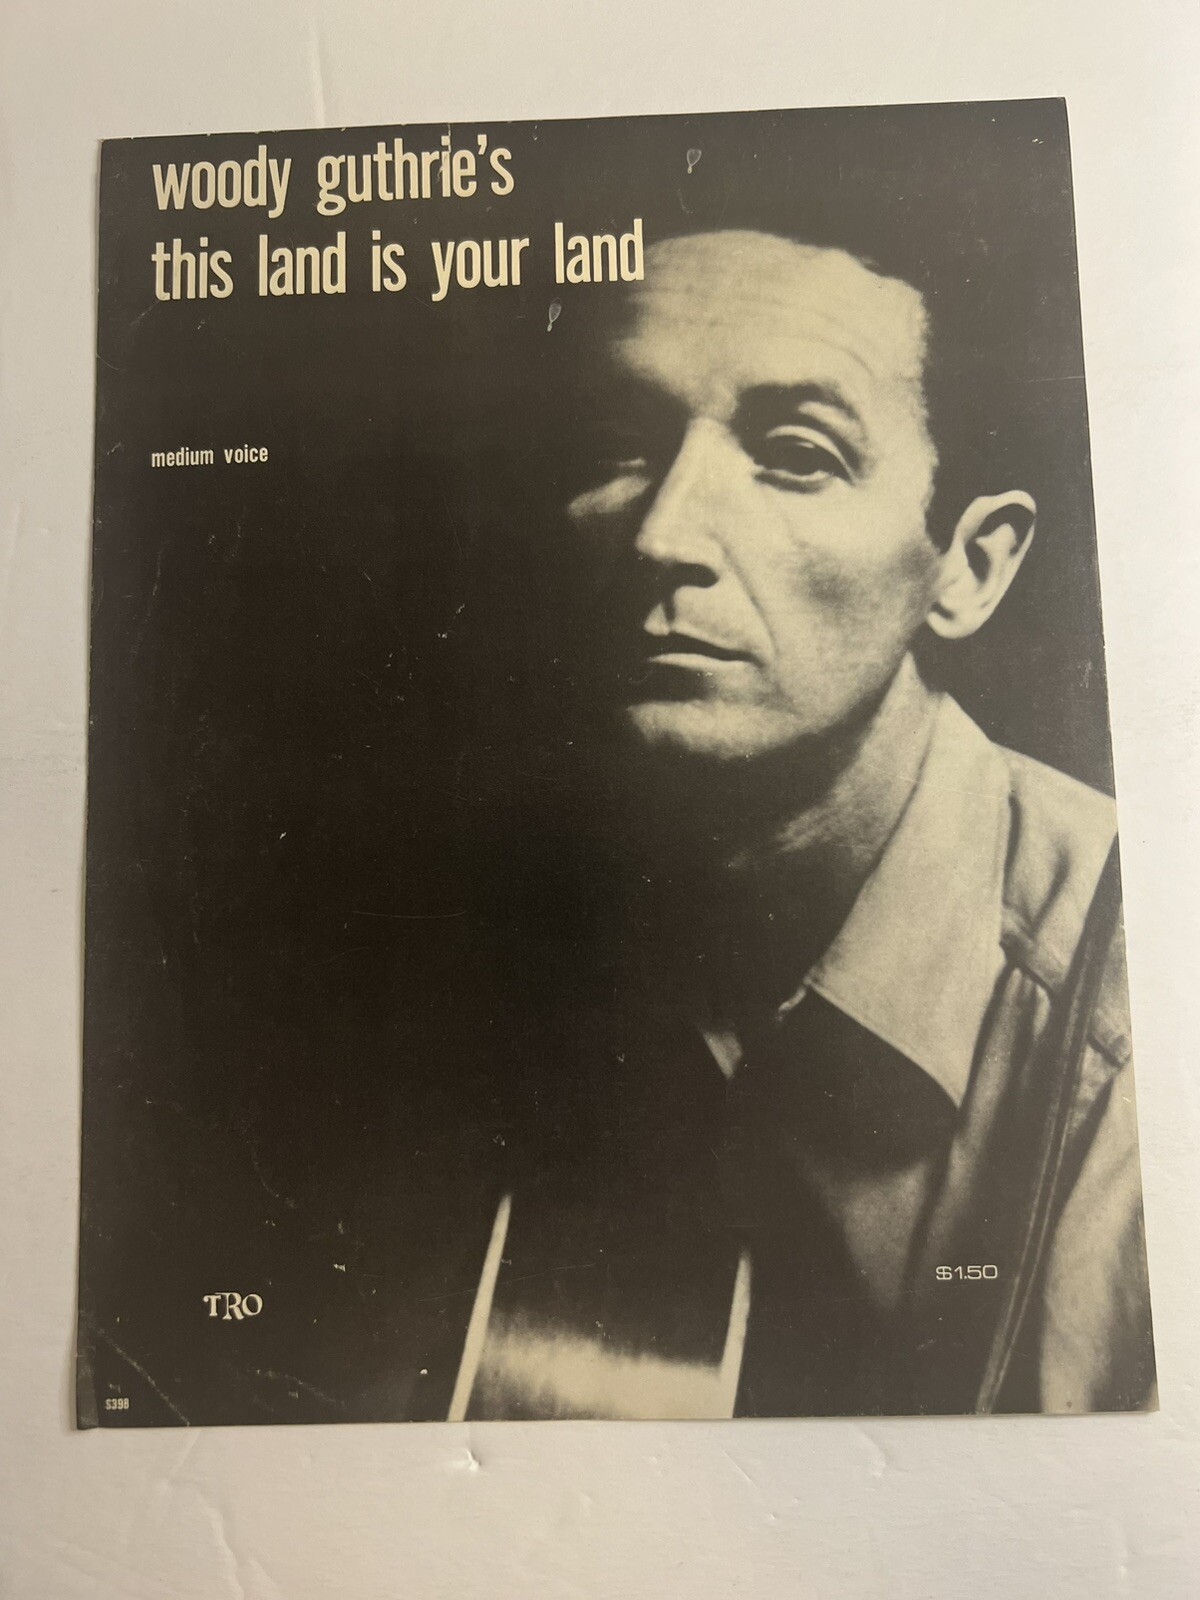 woody guthrie's
this land is your land
medium voice
$1.50
TRO
S398